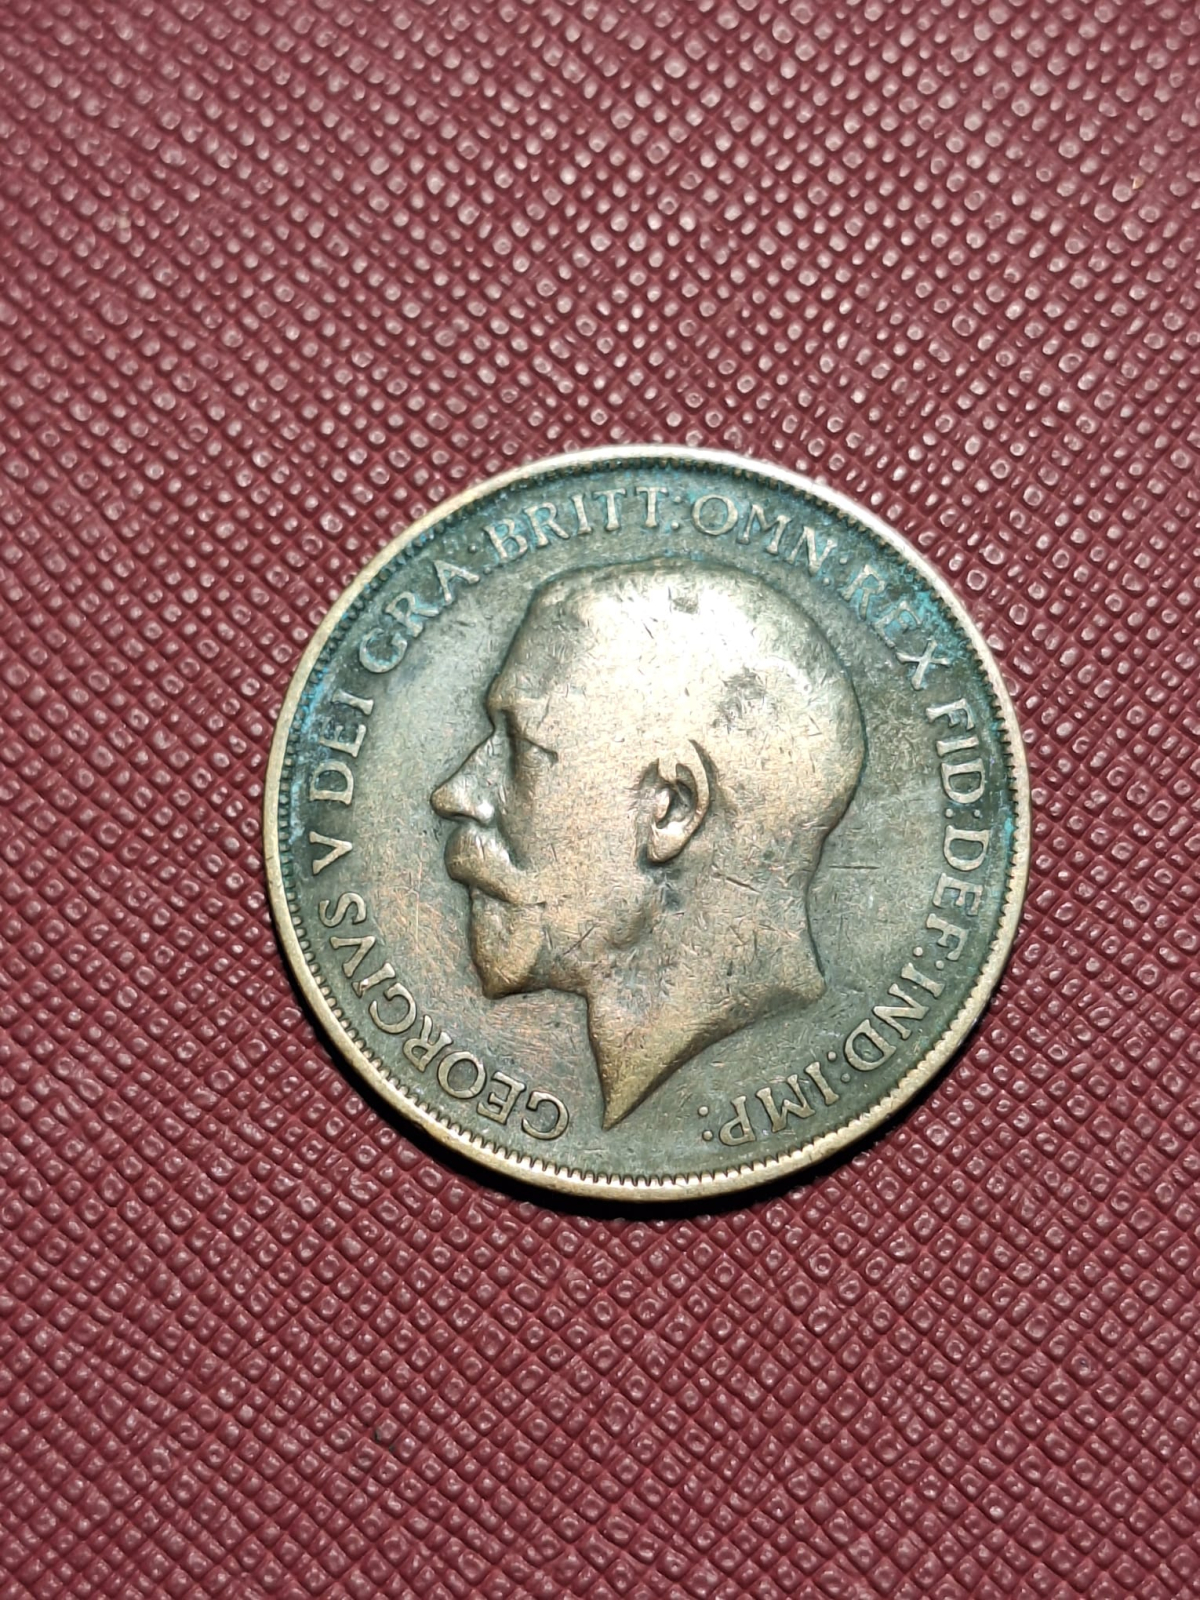 GEORGIVS V DEI GRA: BRITT: OMN: REX FID: DEF: IND: IMP: